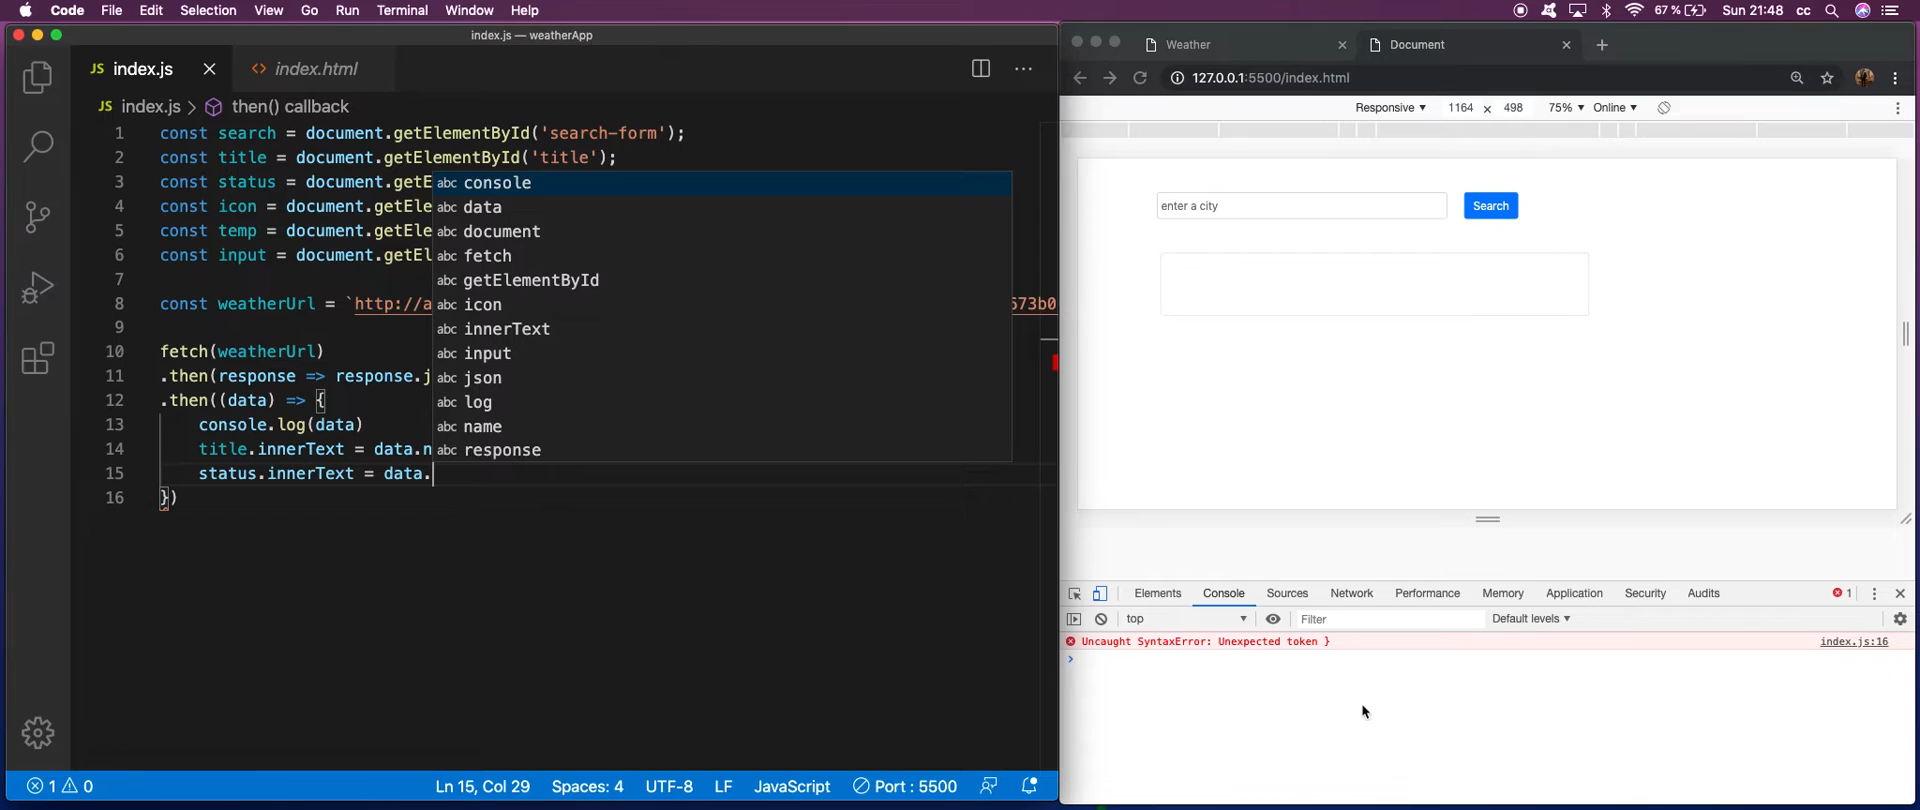 Code File Edit Selection View Go Run Terminal Window Help
67 % Sun 21:48 cc
index.js — weatherApp
JS index.js
<> index.html
JS index.js > then() callback
1 const search = document.getElementById('search-form');
2 const title = document.getElementById('title');
3 const status = document.getE
4 const icon = document.getEle
5 const temp = document.getEle
6 const input = document.getEl
7
8 const weatherUrl = `http://a 573b0
9
10 fetch(weatherUrl)
11 .then(response => response.j
12 .then((data) => {
13 console.log(data)
14 title.innerText = data.n
15 status.innerText = data.
16 })
abc console
abc data
abc document
abc fetch
abc getElementById
abc icon
abc innerText
abc input
abc json
abc log
abc name
abc response
1 0 Ln 15, Col 29 Spaces: 4 UTF-8 LF JavaScript Port : 5500
Weather
Document
127.0.0.1:5500/index.html
Responsive 1164 × 498 75% Online
enter a city
Search
Elements Console Sources Network Performance Memory Application Security Audits 1
top Filter Default levels
Uncaught SyntaxError: Unexpected token } index.js:16
>